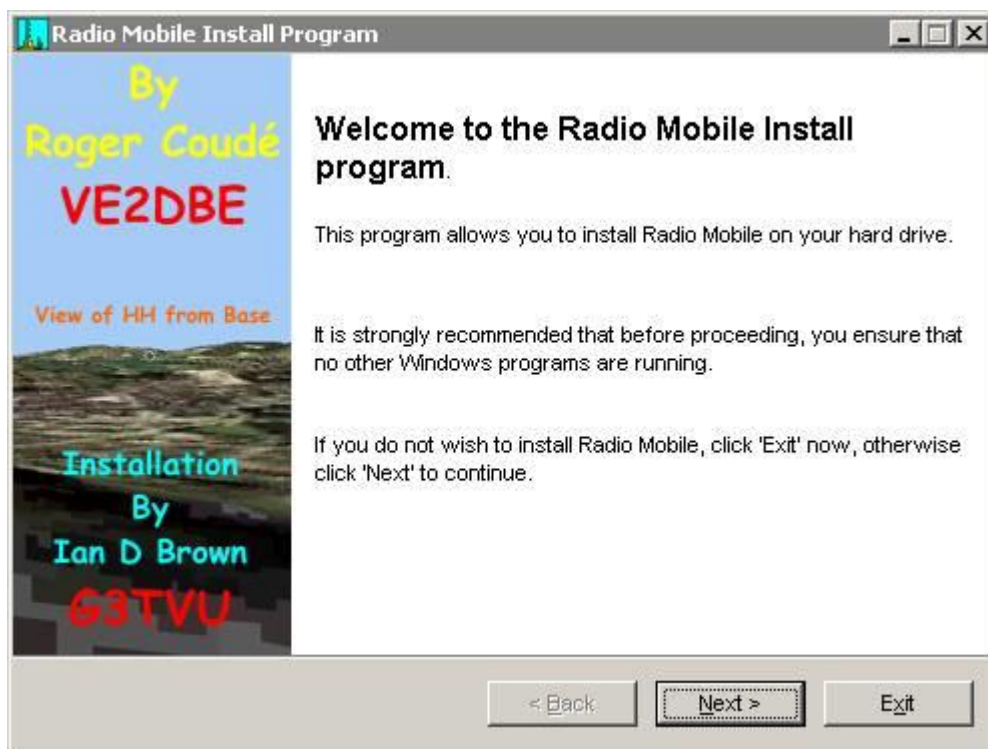 Radio Mobile Install Program
By
Roger Coudé
VE2DBE
View of HH from Base
Installation
By
Ian D Brown
G3TVU
Welcome to the Radio Mobile Install
program.
This program allows you to install Radio Mobile on your hard drive.
It is strongly recommended that before proceeding, you ensure that
no other Windows programs are running.
If you do not wish to install Radio Mobile, click 'Exit' now, otherwise
click 'Next' to continue.
< Back
Next >
Exit